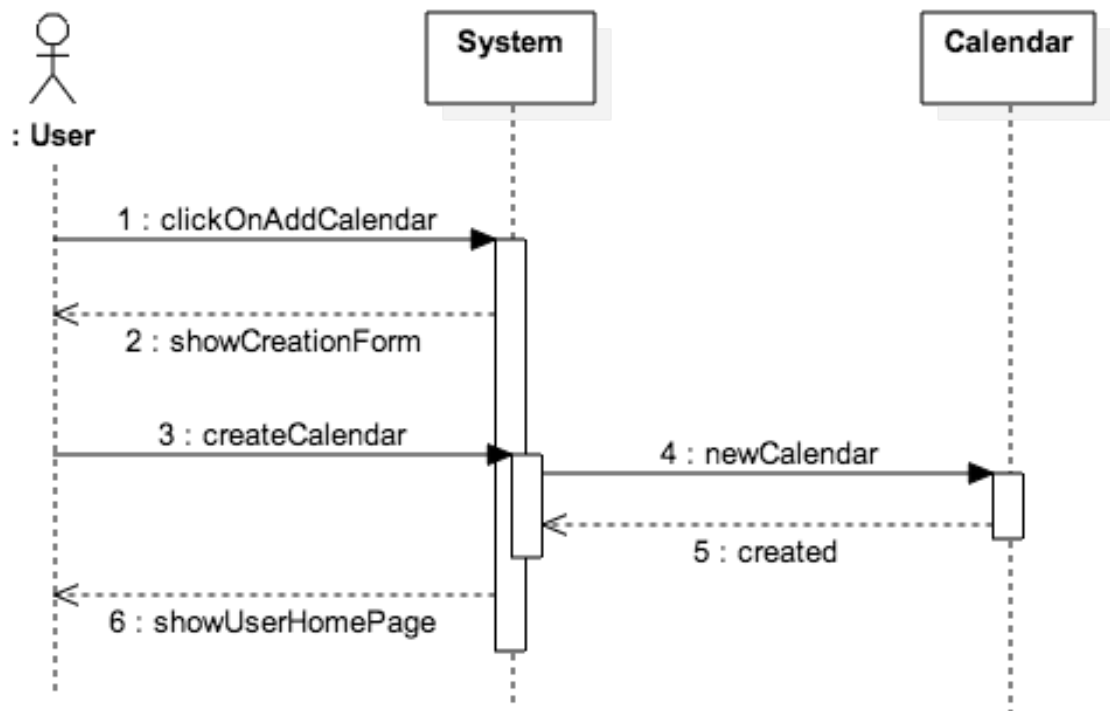 System
Calendar
: User
1 : clickOnAddCalendar
2 : showCreationForm
3 : createCalendar
4 : newCalendar
5 : created
6 : showUserHomePage